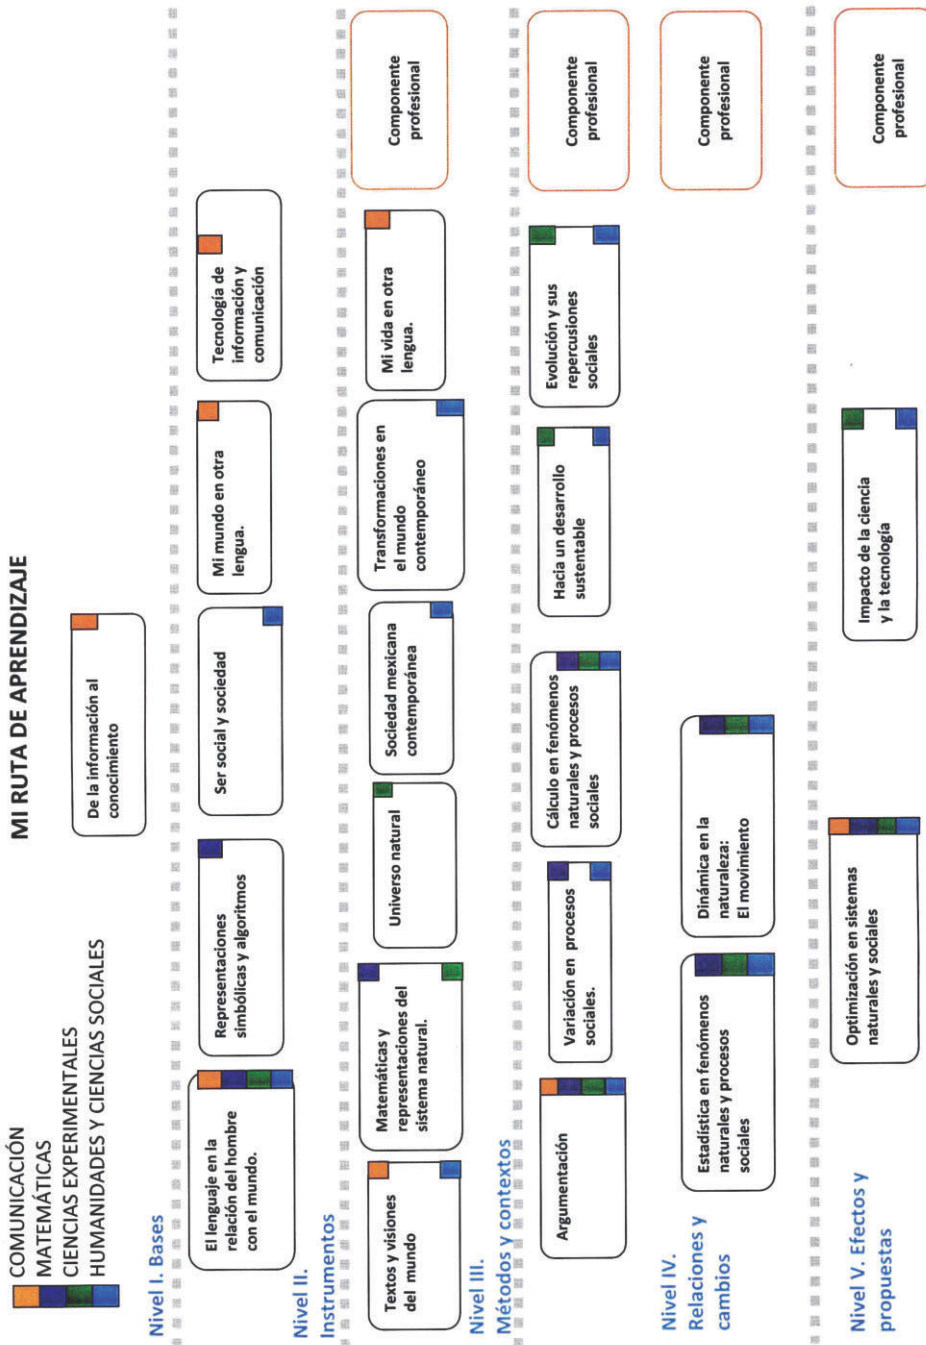 MI RUTA DE APRENDIZAJE
COMUNICACIÓN
MATEMÁTICAS
CIENCIAS EXPERIMENTALES
HUMANIDADES Y CIENCIAS SOCIALES
De la información al
conocimiento
Nivel I. Bases
El lenguaje en la
relación del hombre
con el mundo.
Representaciones
simbólicas y algoritmos
Ser social y sociedad
Mi mundo en otra
lengua.
Tecnología de
información y
comunicación
Nivel II.
Instrumentos
Textos y visiones
del mundo
Matemáticas y
representaciones del
sistema natural.
Universo natural
Sociedad mexicana
contemporánea
Transformaciones en
el mundo
contemporáneo
Mi vida en otra
lengua.
Componente
profesional
Nivel III.
Métodos y contextos
Argumentación
Variación en procesos
sociales.
Cálculo en fenómenos
naturales y procesos
sociales
Hacia un desarrollo
sustentable
Evolución y sus
repercusiones
sociales
Componente
profesional
Nivel IV.
Relaciones y
cambios
Estadística en fenómenos
naturales y procesos
sociales
Dinámica en la
naturaleza:
El movimiento
Componente
profesional
Nivel V. Efectos y
propuestas
Optimización en sistemas
naturales y sociales
Impacto de la ciencia
y la tecnología
Componente
profesional